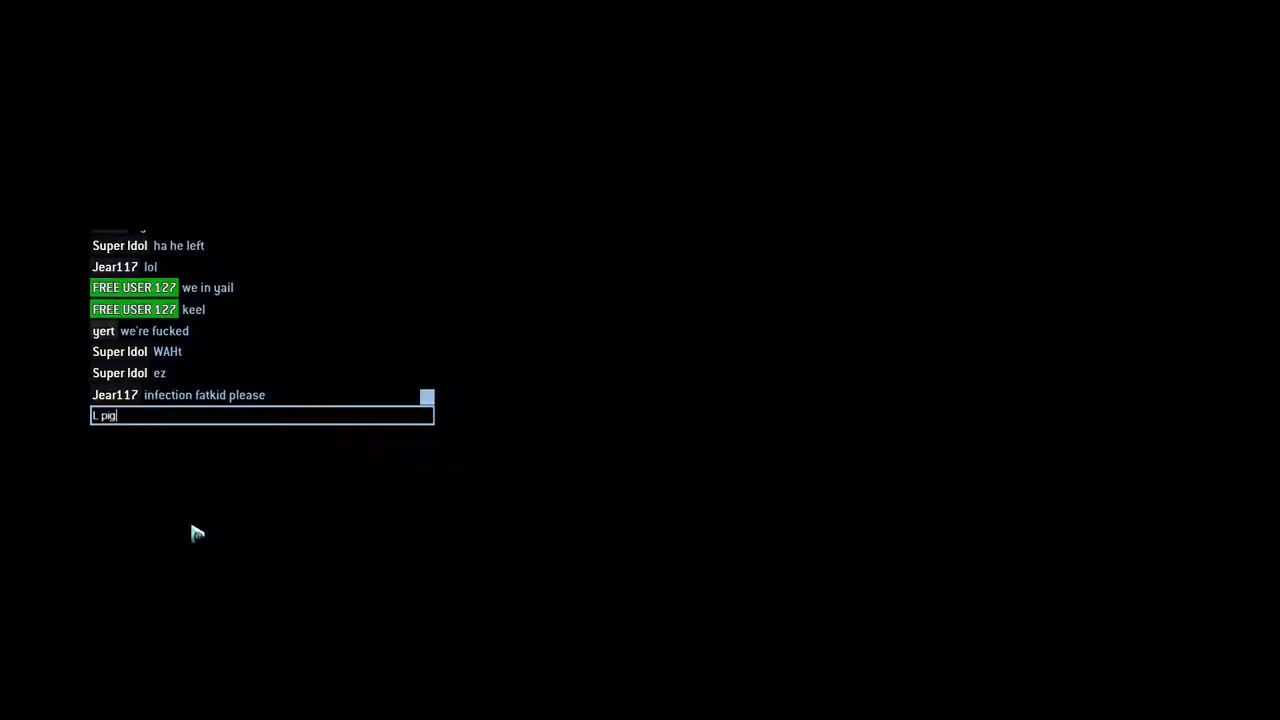 Super Idol ha he left
Jear117 lol
FREE USER 127 we in yail
FREE USER 127 keel
yert we're fucked
Super Idol WAHt
Super Idol ez
Jear117 infection fatkid please
L pig